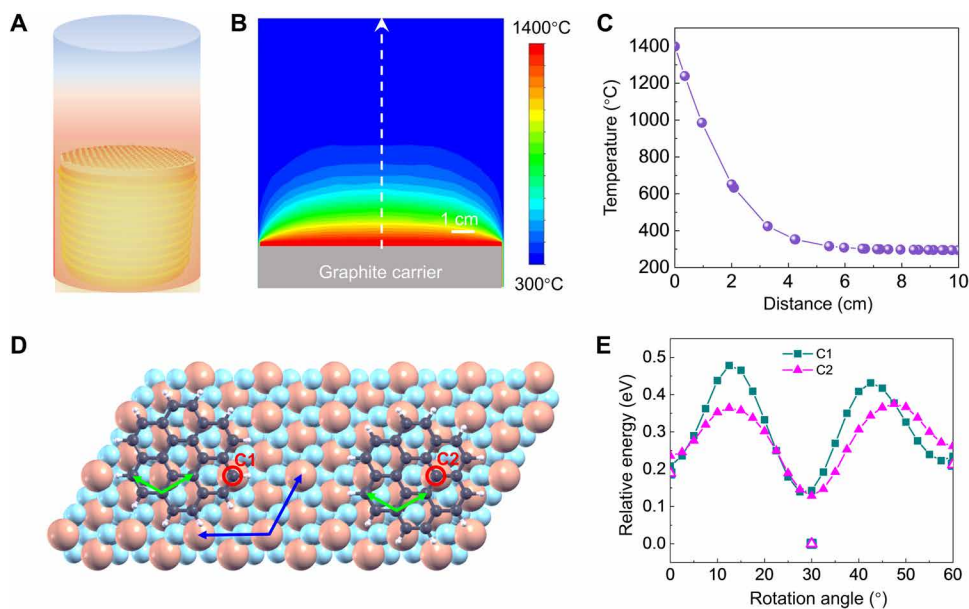 A
B
1400°C
1 cm
Graphite carrier
300°C
C
Temperature (°C)
1400
1200
1000
800
600
400
200
0 2 4 6 8 10
Distance (cm)
D
C1
C2
E
C1
C2
Relative energy (eV)
0.5
0.4
0.3
0.2
0.1
0.0
0 10 20 30 40 50 60
Rotation angle (°)